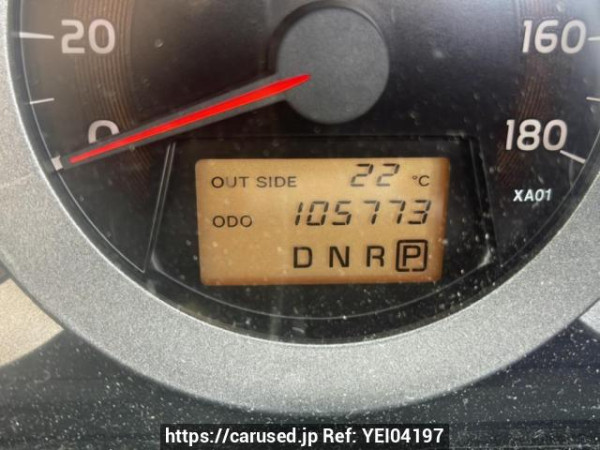 20 160
0 180
OUT SIDE 22 °C
XA01
ODO 105773
D N R P
https://carused.jp Ref: YEI04197